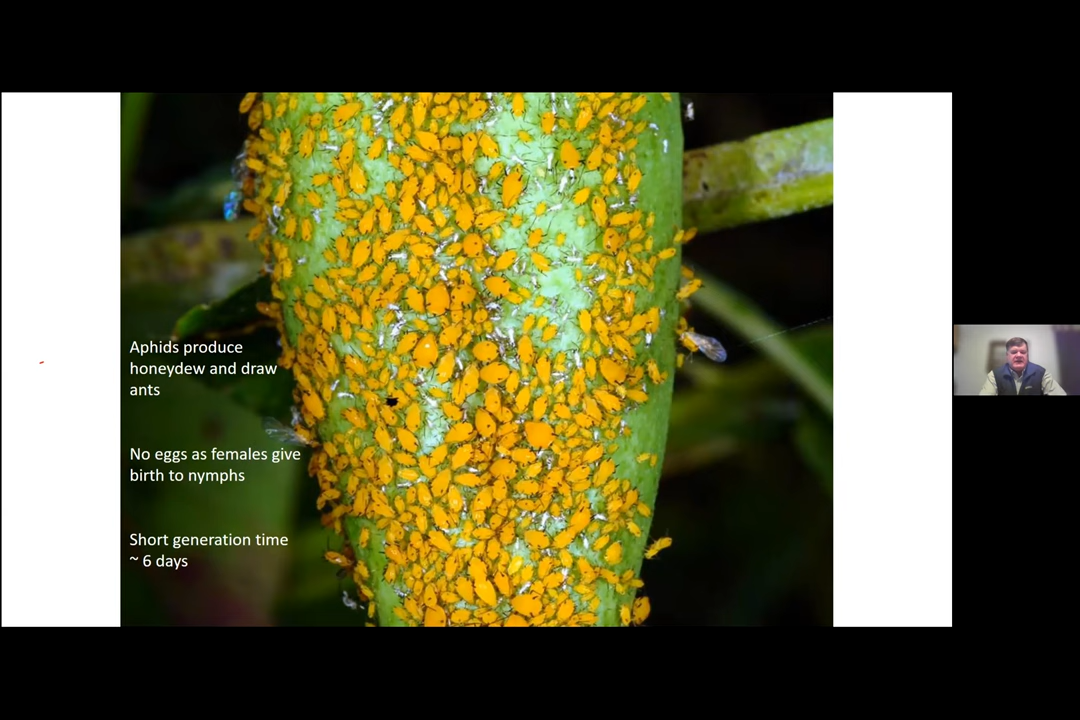 Aphids produce
honeydew and draw
ants
No eggs as females give
birth to nymphs
Short generation time
~ 6 days